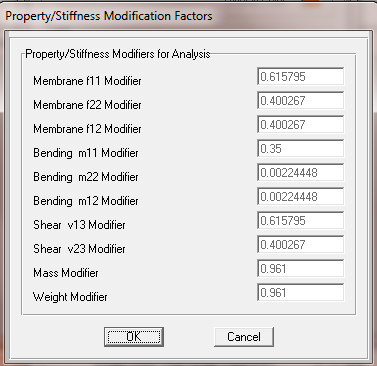 Property/Stiffness Modification Factors
Property/Stiffness Modifiers for Analysis
Membrane f11 Modifier 0.615795
Membrane f22 Modifier 0.400267
Membrane f12 Modifier 0.400267
Bending m11 Modifier 0.35
Bending m22 Modifier 0.00224448
Bending m12 Modifier 0.00224448
Shear v13 Modifier 0.615795
Shear v23 Modifier 0.400267
Mass Modifier 0.961
Weight Modifier 0.961
OK Cancel